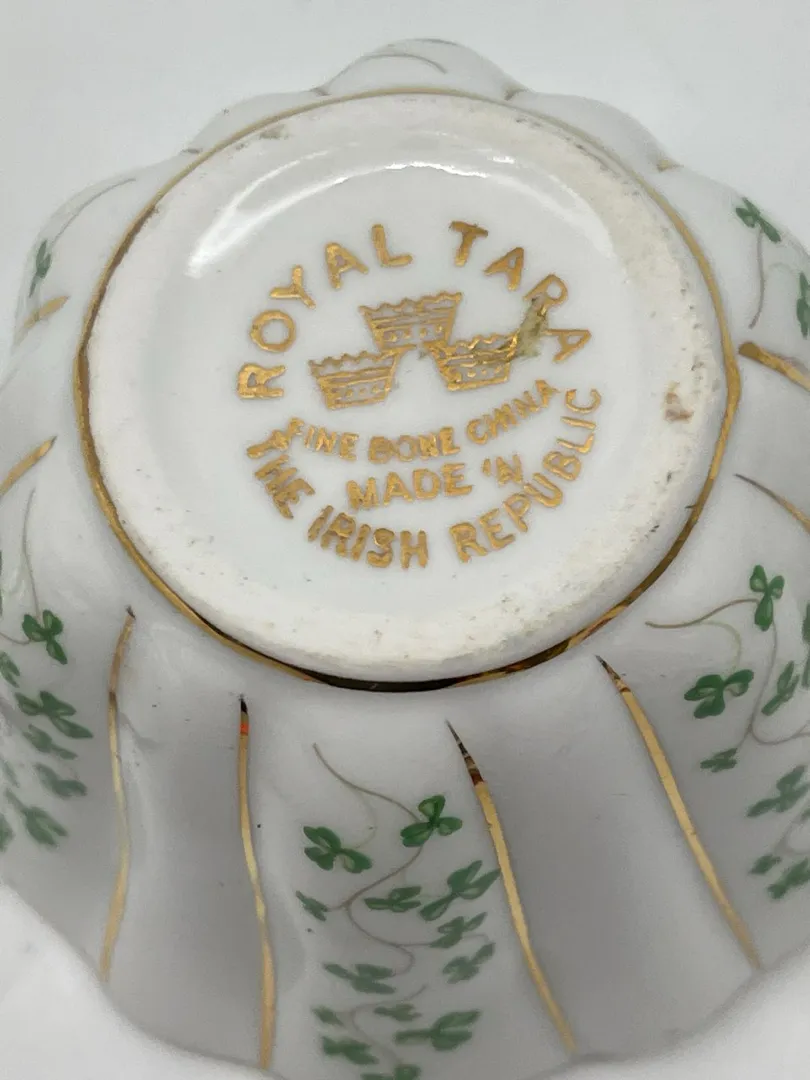 ROYAL TARA
FINE BONE CHINA
MADE IN
THE IRISH REPUBLIC